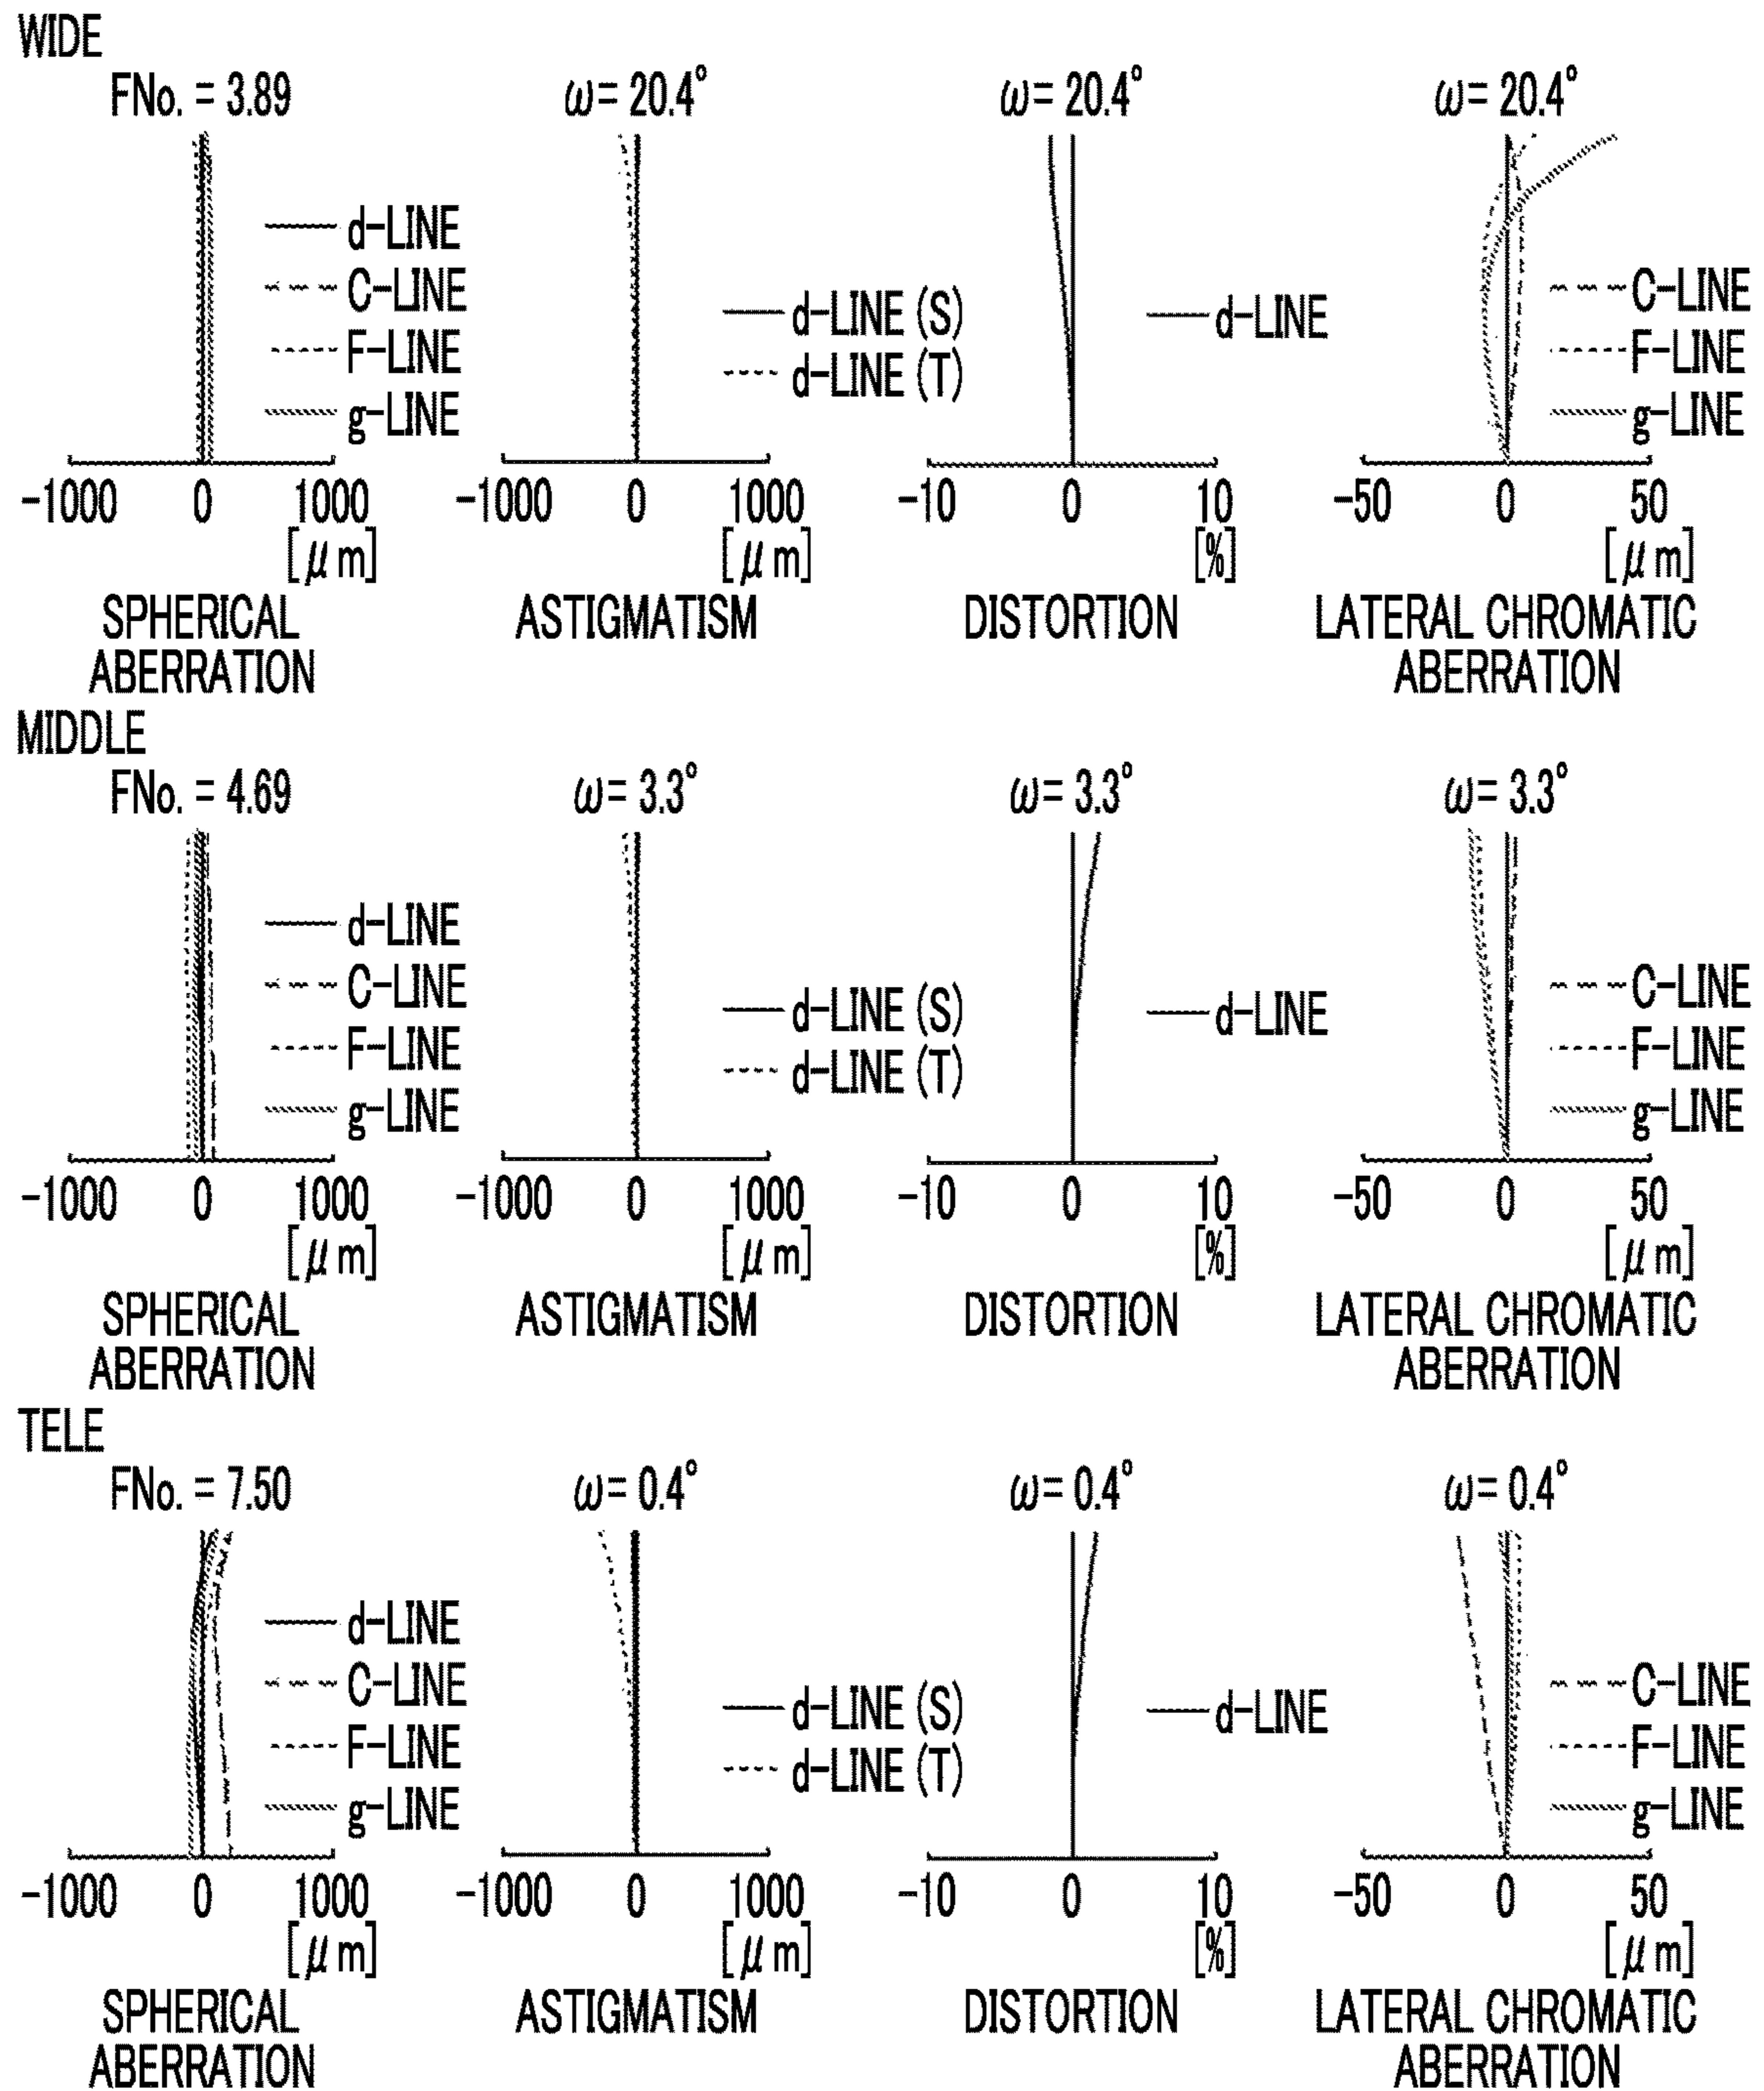 WIDE
FNo. = 3.89
ω= 20.4°
ω= 20.4°
ω= 20.4°
d-LINE
C-LINE
F-LINE
g-LINE
d-LINE (S)
d-LINE (T)
d-LINE
C-LINE
F-LINE
g-LINE
-1000 0 1000
[μm]
-1000 0 1000
[μm]
-10 0 10
[%]
-50 0 50
[μm]
SPHERICAL
ABERRATION
ASTIGMATISM
DISTORTION
LATERAL CHROMATIC
ABERRATION
MIDDLE
FNo. = 4.69
ω= 3.3°
ω= 3.3°
ω= 3.3°
d-LINE
C-LINE
F-LINE
g-LINE
d-LINE (S)
d-LINE (T)
d-LINE
C-LINE
F-LINE
g-LINE
-1000 0 1000
[μm]
-1000 0 1000
[μm]
-10 0 10
[%]
-50 0 50
[μm]
SPHERICAL
ABERRATION
ASTIGMATISM
DISTORTION
LATERAL CHROMATIC
ABERRATION
TELE
FNo. = 7.50
ω= 0.4°
ω= 0.4°
ω= 0.4°
d-LINE
C-LINE
F-LINE
g-LINE
d-LINE (S)
d-LINE (T)
d-LINE
C-LINE
F-LINE
g-LINE
-1000 0 1000
[μm]
-1000 0 1000
[μm]
-10 0 10
[%]
-50 0 50
[μm]
SPHERICAL
ABERRATION
ASTIGMATISM
DISTORTION
LATERAL CHROMATIC
ABERRATION